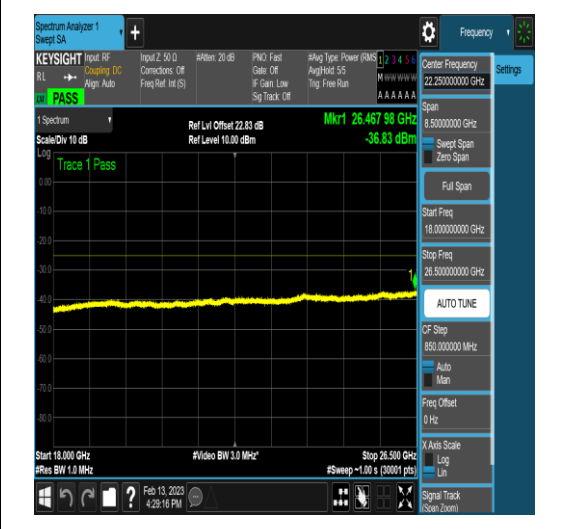 Spectrum Analyzer 1
Swept SA
Frequency
KEYSIGHT
RL
Input: RF
Coupling: DC
Align: Auto
Input Z: 50 Ω
Corrections: Off
Freq Ref: Int (S)
#Atten: 20 dB
PNO: Fast
Gate: Off
IF Gain: Low
Sig Track: Off
#Avg Type: Power (RMS
Avg|Hold: 5/5
Trig: Free Run
1 2 3 4 5 6
M W W W W W
A A A A A A
PASS
1 Spectrum
Scale/Div 10 dB
Ref Lvl Offset 22.83 dB
Ref Level 10.00 dBm
Mkr1 26.467 98 GHz
-36.83 dBm
Log
Trace 1 Pass
0.00
-10.0
-20.0
-30.0
-40.0
-50.0
-60.0
-70.0
-80.0
1
Start 18.000 GHz
#Res BW 1.0 MHz
#Video BW 3.0 MHz*
Stop 26.500 GHz
#Sweep ~1.00 s (30001 pts)
Feb 13, 2023
4:29:16 PM
Center Frequency
22.250000000 GHz
Settings
Span
8.50000000 GHz
Swept Span
Zero Span
Full Span
Start Freq
18.000000000 GHz
Stop Freq
26.500000000 GHz
AUTO TUNE
CF Step
850.000000 MHz
Auto
Man
Freq Offset
0 Hz
X Axis Scale
Log
Lin
Signal Track
(Span Zoom)